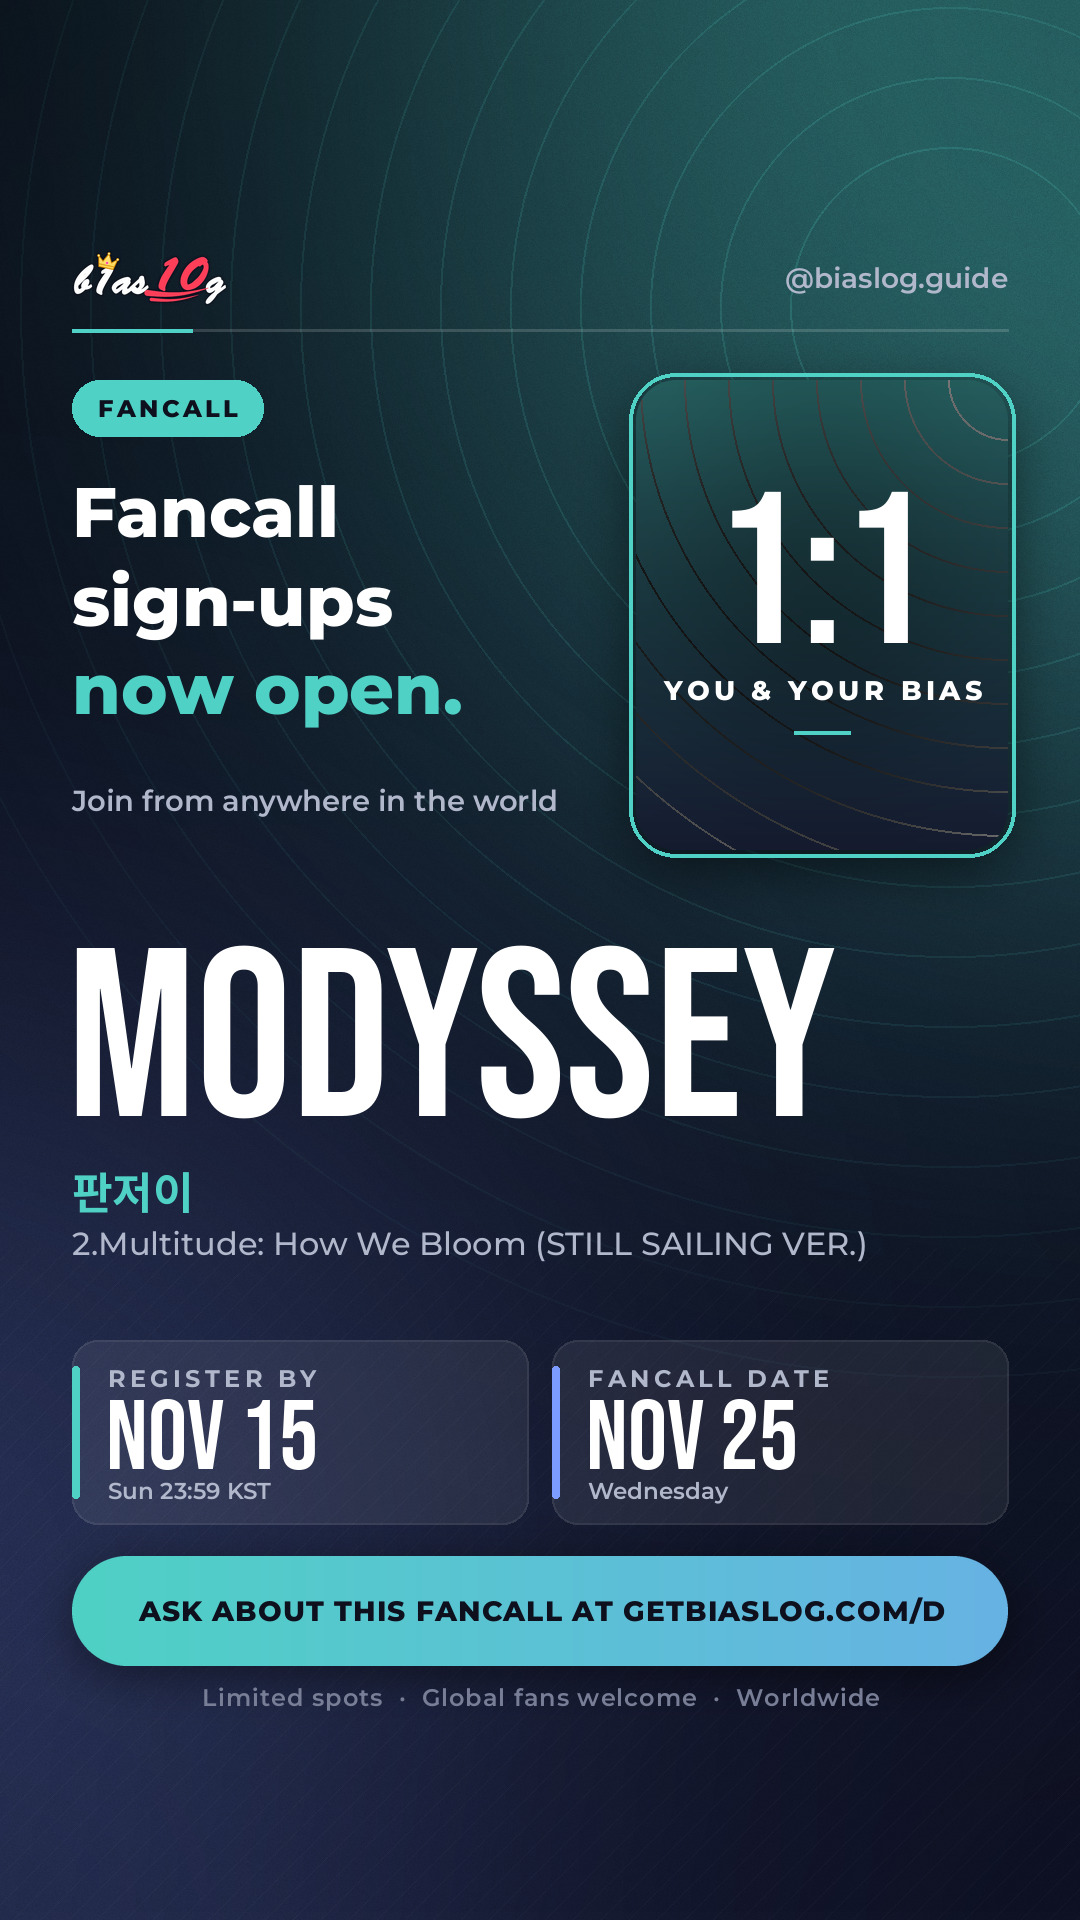 b1as10g
@biaslog.guide
FANCALL
Fancall
sign-ups
now open.
Join from anywhere in the world
1:1
YOU & YOUR BIAS
MODYSSEY
판저이
2.Multitude: How We Bloom (STILL SAILING VER.)
REGISTER BY
NOV 15
Sun 23:59 KST
FANCALL DATE
NOV 25
Wednesday
ASK ABOUT THIS FANCALL AT GETBIASLOG.COM/D
Limited spots · Global fans welcome · Worldwide